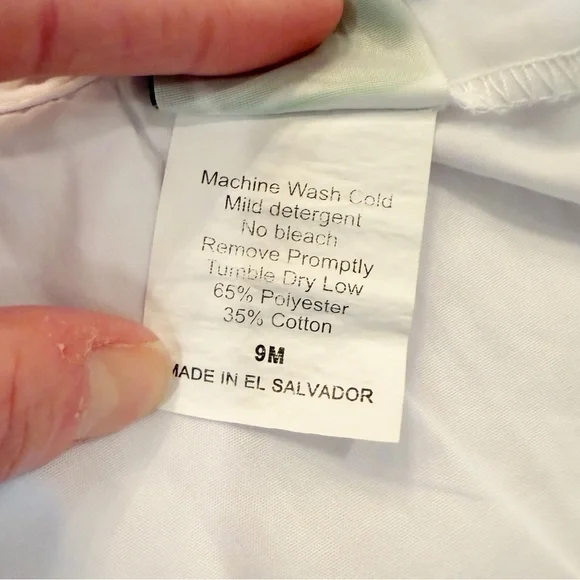 Machine Wash Cold
Mild detergent
No bleach
Remove Promptly
Tumble Dry Low
65% Polyester
35% Cotton
9M
MADE IN EL SALVADOR